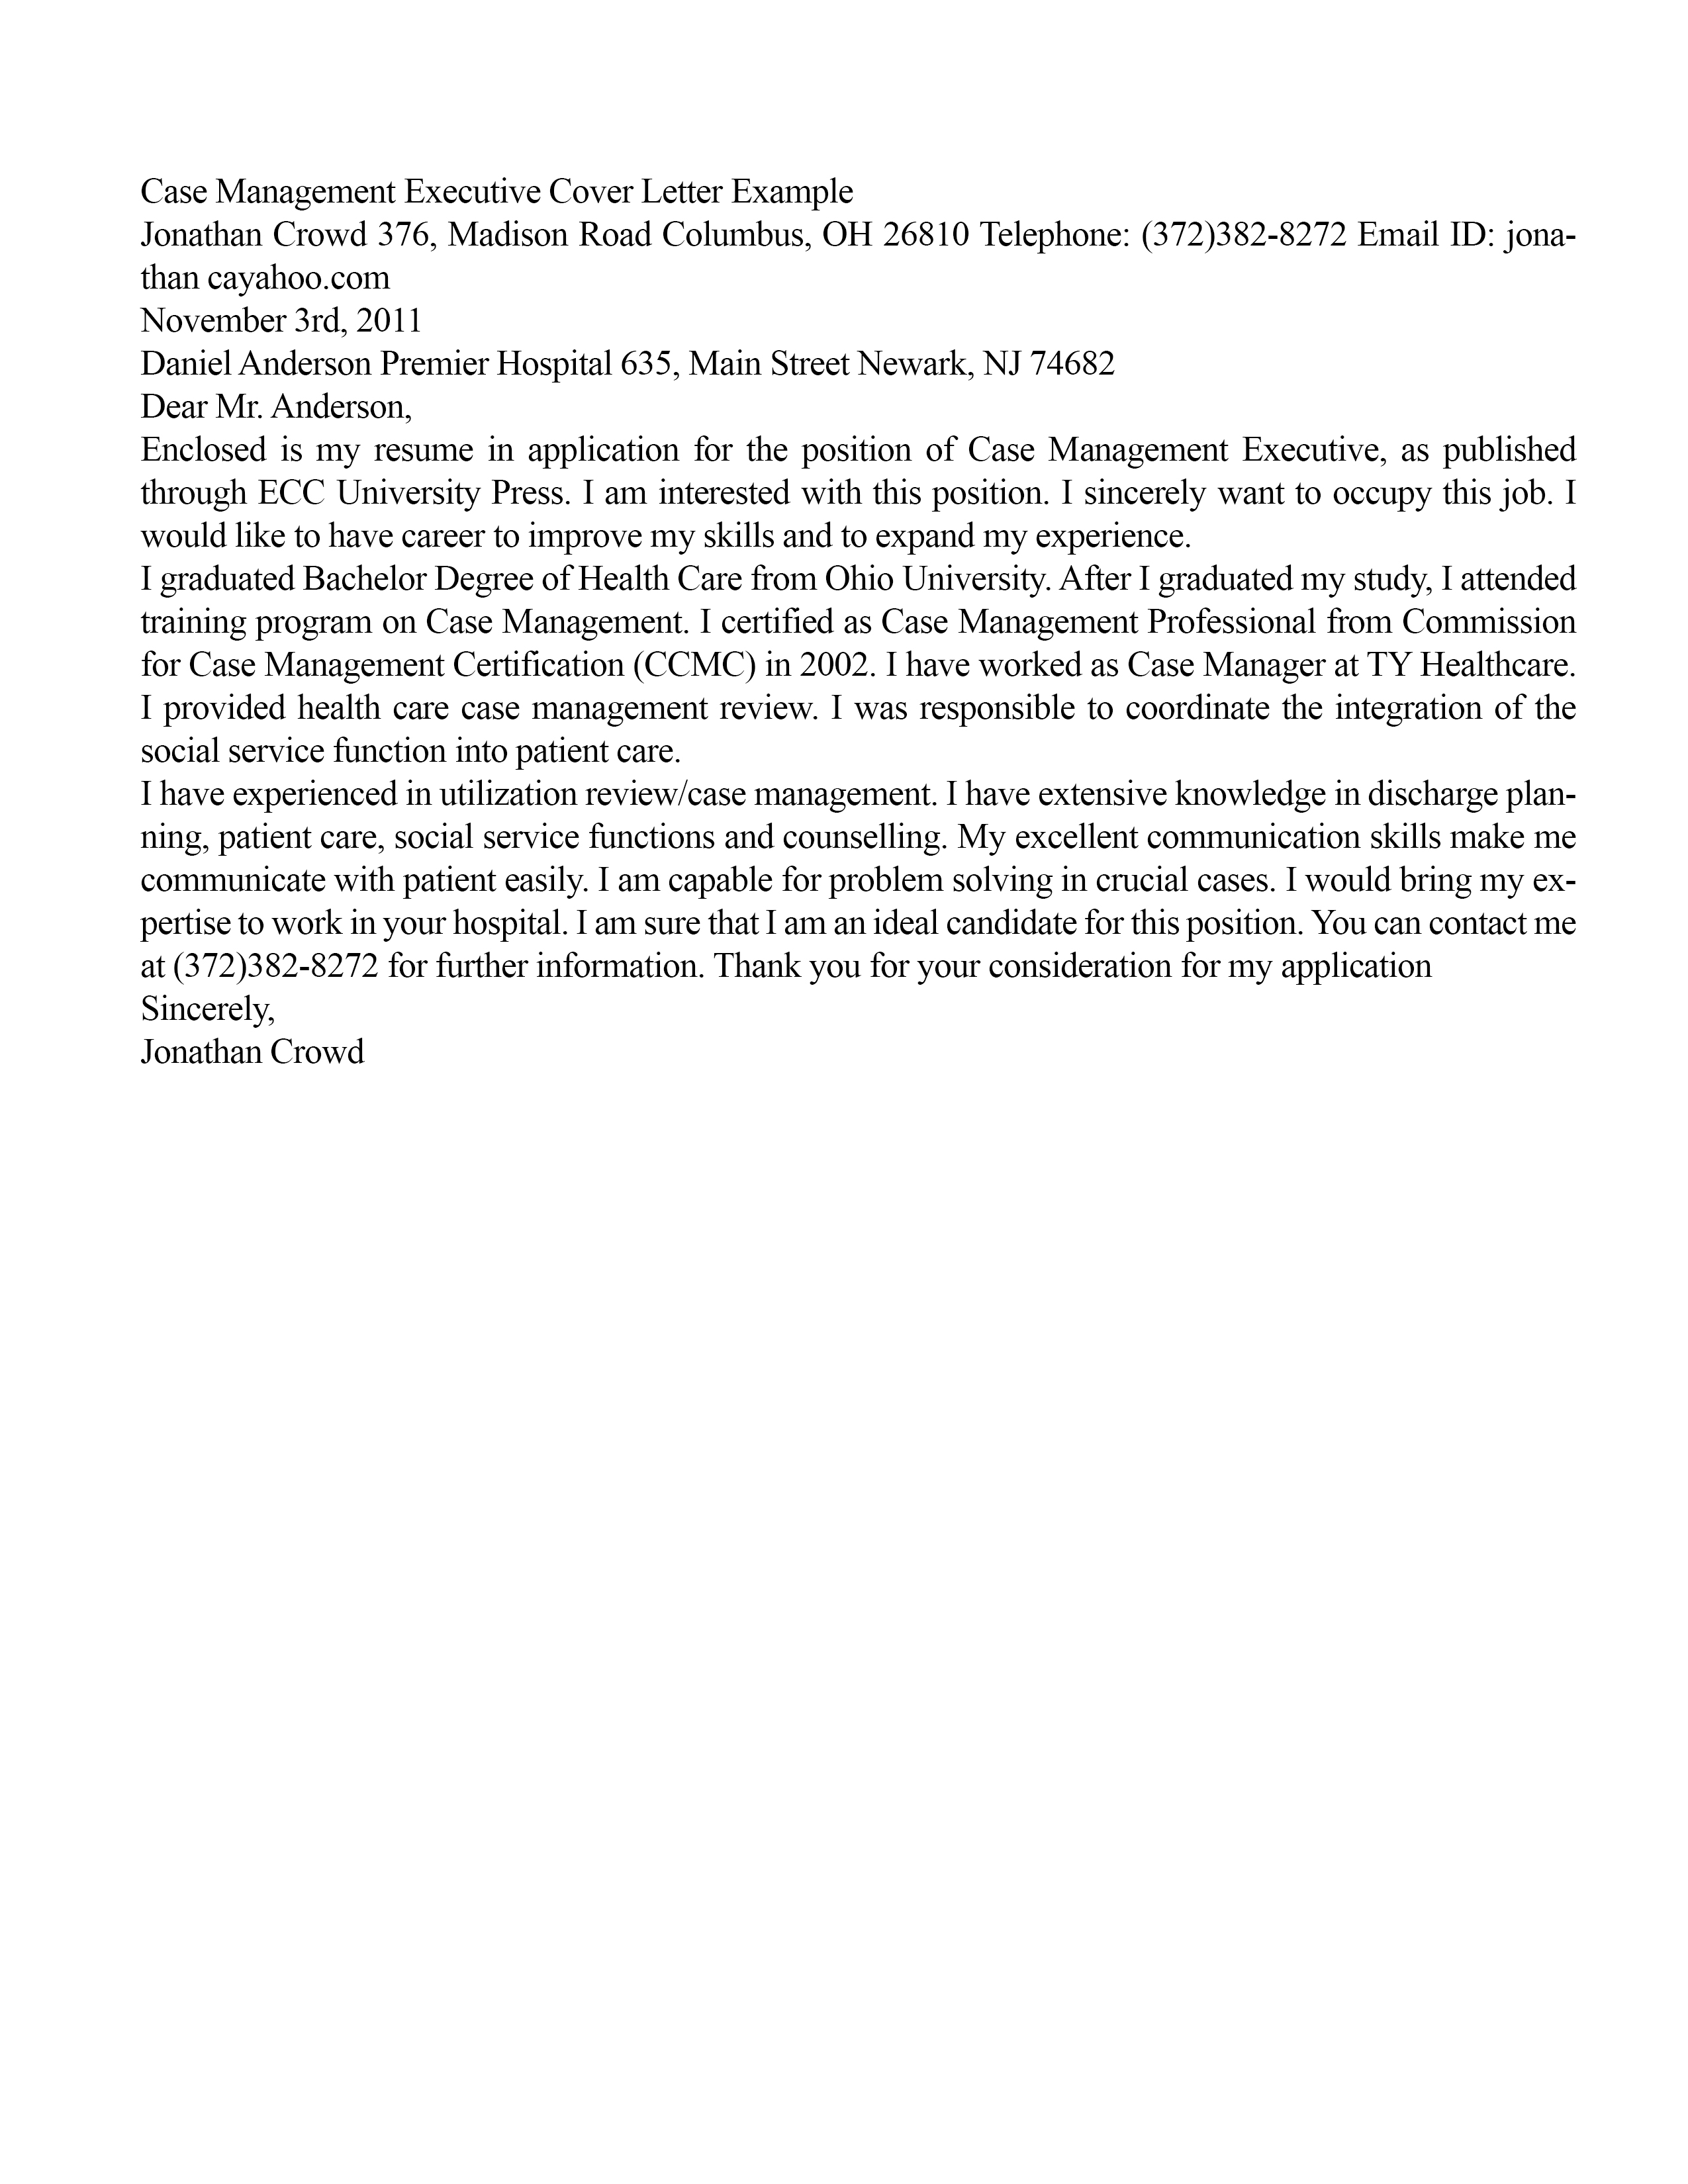 Case Management Executive Cover Letter Example
Jonathan Crowd 376, Madison Road Columbus, OH 26810 Telephone: (372)382-8272 Email ID: jona-
than cayahoo.com
November 3rd, 2011
Daniel Anderson Premier Hospital 635, Main Street Newark, NJ 74682
Dear Mr. Anderson,
Enclosed is my resume in application for the position of Case Management Executive, as published
through ECC University Press. I am interested with this position. I sincerely want to occupy this job. I
would like to have career to improve my skills and to expand my experience.
I graduated Bachelor Degree of Health Care from Ohio University. After I graduated my study, I attended
training program on Case Management. I certified as Case Management Professional from Commission
for Case Management Certification (CCMC) in 2002. I have worked as Case Manager at TY Healthcare.
I provided health care case management review. I was responsible to coordinate the integration of the
social service function into patient care.
I have experienced in utilization review/case management. I have extensive knowledge in discharge plan-
ning, patient care, social service functions and counselling. My excellent communication skills make me
communicate with patient easily. I am capable for problem solving in crucial cases. I would bring my ex-
pertise to work in your hospital. I am sure that I am an ideal candidate for this position. You can contact me
at (372)382-8272 for further information. Thank you for your consideration for my application
Sincerely,
Jonathan Crowd